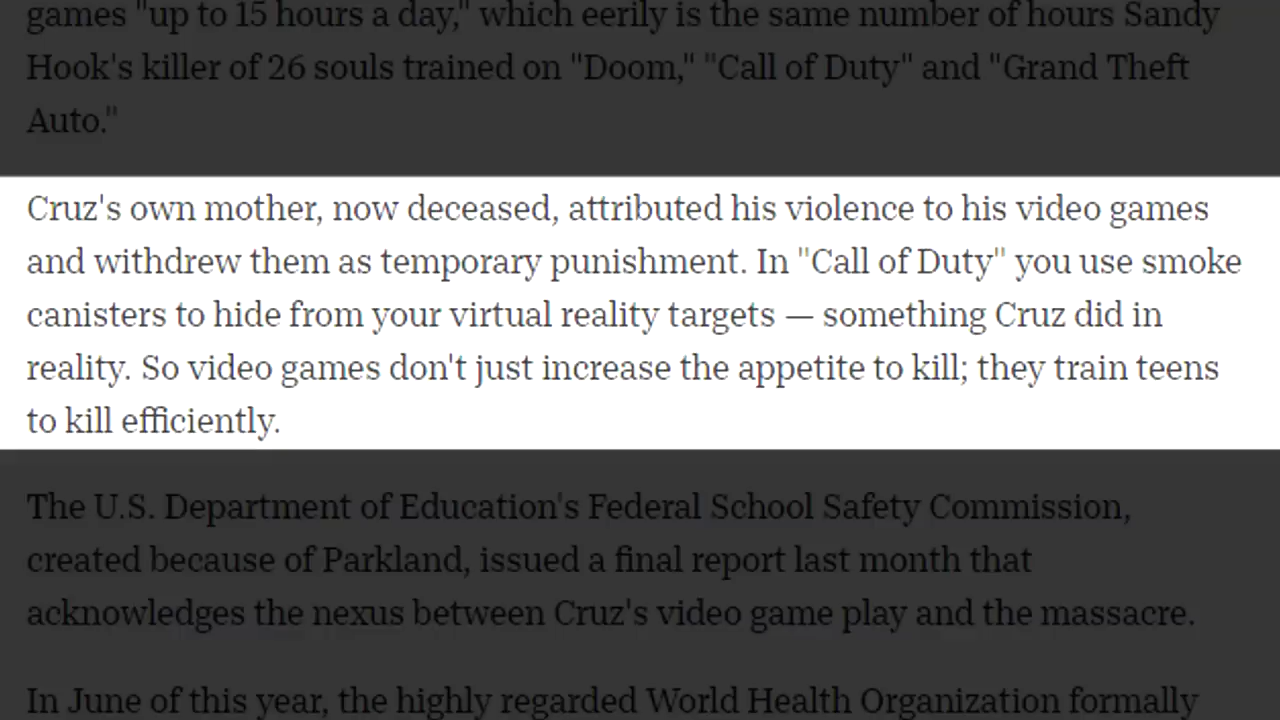 games "up to 15 hours a day," which eerily is the same number of hours Sandy
Hook's killer of 26 souls trained on "Doom," "Call of Duty" and "Grand Theft
Auto."
Cruz's own mother, now deceased, attributed his violence to his video games
and withdrew them as temporary punishment. In "Call of Duty" you use smoke
canisters to hide from your virtual reality targets — something Cruz did in
reality. So video games don't just increase the appetite to kill; they train teens
to kill efficiently.
The U.S. Department of Education's Federal School Safety Commission,
created because of Parkland, issued a final report last month that
acknowledges the nexus between Cruz's video game play and the massacre.
In June of this year, the highly regarded World Health Organization formally